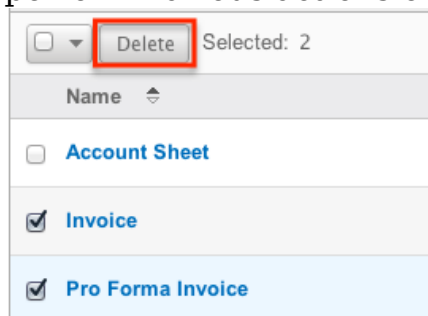 Delete Selected: 2
Name
Account Sheet
Invoice
Pro Forma Invoice